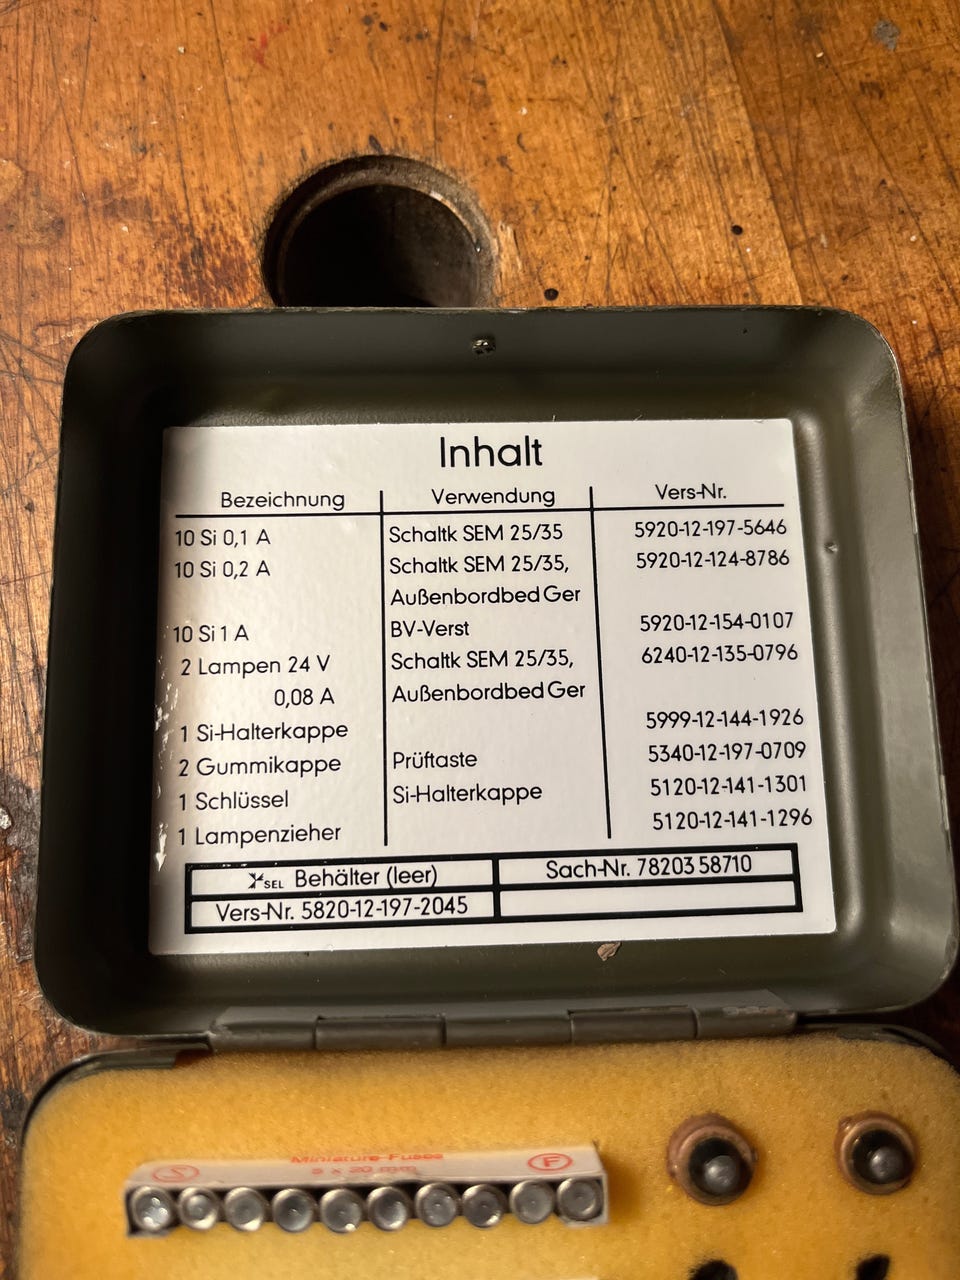 Inhalt
Bezeichnung Verwendung Vers-Nr.
10 Si 0,1 A Schaltk SEM 25/35 5920-12-197-5646
10 Si 0,2 A Schaltk SEM 25/35, 5920-12-124-8786
Außenbordbed Ger
10 Si 1 A BV-Verst 5920-12-154-0107
2 Lampen 24 V Schaltk SEM 25/35, 6240-12-135-0796
0,08 A Außenbordbed Ger
1 Si-Halterkappe 5999-12-144-1926
2 Gummikappe Prüftaste 5340-12-197-0709
1 Schlüssel Si-Halterkappe 5120-12-141-1301
1 Lampenzieher 5120-12-141-1296
SEL Behälter (leer) Sach-Nr. 78203 58710
Vers-Nr. 5820-12-197-2045
Miniature-Fuses
5 x 20 mm
F